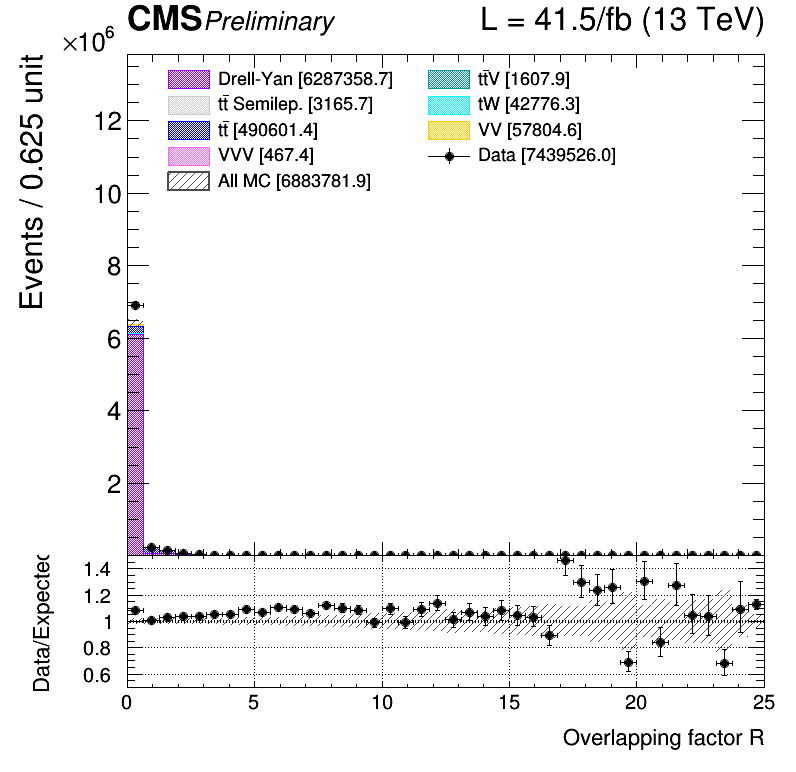 CMS Preliminary L = 41.5/fb (13 TeV)
×10⁶
Drell-Yan [6287358.7]
tt̄ Semilep. [3165.7]
tt̄ [490601.4]
VVV [467.4]
All MC [6883781.9]
tt̄V [1607.9]
tW [42776.3]
VV [57804.6]
Data [7439526.0]
Events / 0.625 unit
12
10
8
6
4
2
Data/Expected
1.4
1.2
1
0.8
0.6
0 5 10 15 20 25
Overlapping factor R